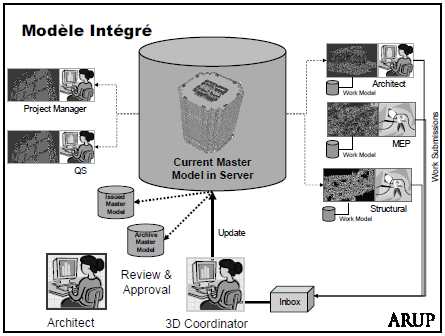 Modèle Intégré
Project Manager
QS
Current Master
Model in Server
Architect
Work Model
MEP
Work Model
Structural
Work Model
Work Submissions
Issued
Master
Model
Archive
Master
Model
Update
Review &
Approval
Architect
3D Coordinator
Inbox
ARUP